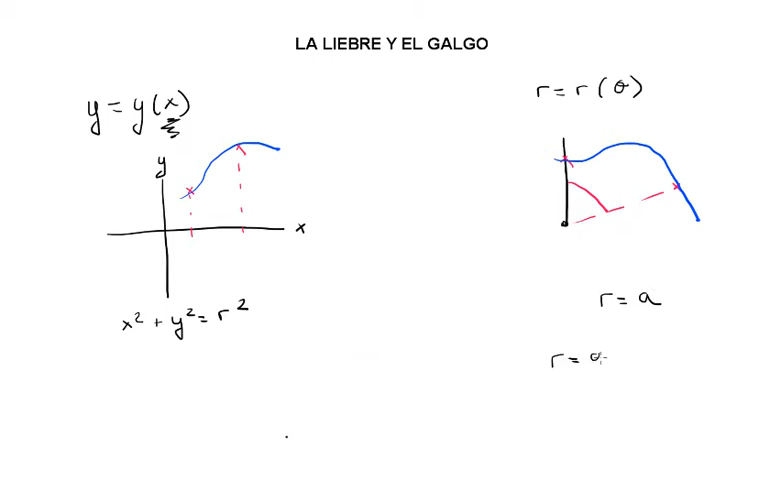 LA LIEBRE Y EL GALGO
y = y(x)
r = r(θ)
y
x
x² + y² = r²
r = a
r = θ